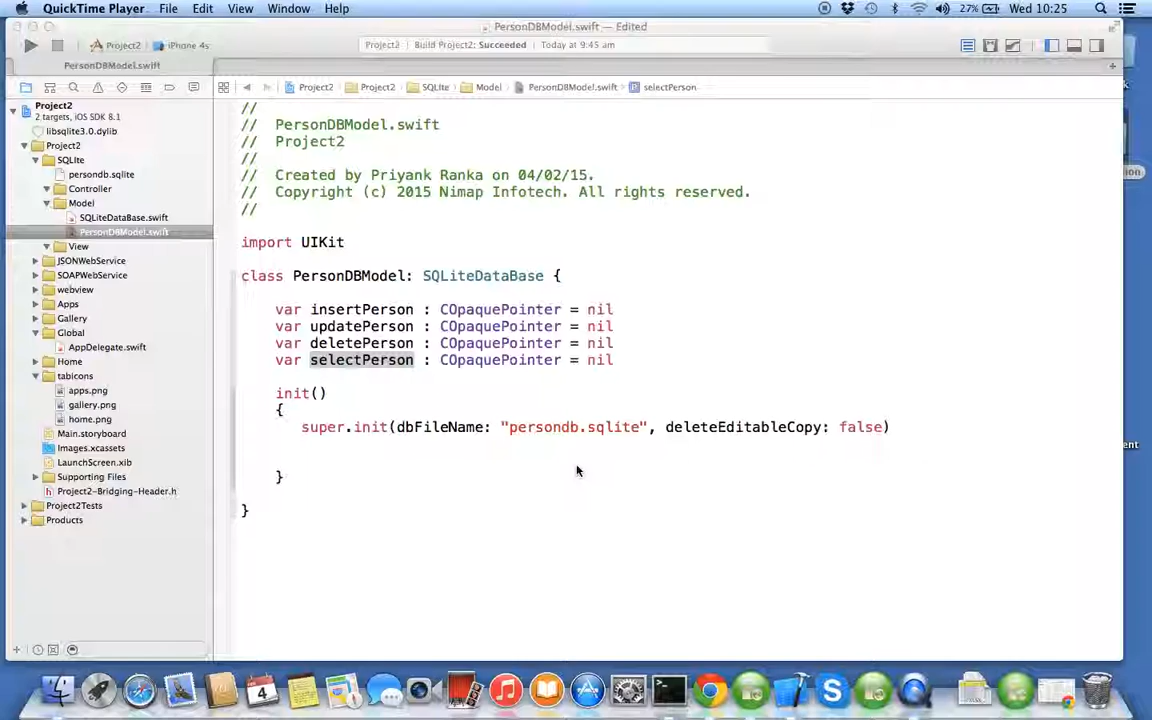 QuickTime Player File Edit View Window Help 27% Wed 10:25
PersonDBModel.swift — Edited
Project2 iPhone 4s Project2 Build Project2: Succeeded Today at 9:45 am
PersonDBModel.swift
Project2 Project2 SQLIte Model PersonDBModel.swift selectPerson
Project2
2 targets, iOS SDK 8.1
libsqlite3.0.dylib
Project2
SQLIte
persondb.sqlite
Controller
Model
SQLiteDataBase.swift
PersonDBModel.swift
View
JSONWebService
SOAPWebService
webview
Apps
Gallery
Global
AppDelegate.swift
Home
tabicons
apps.png
gallery.png
home.png
Main.storyboard
Images.xcassets
LaunchScreen.xib
Supporting Files
Project2-Bridging-Header.h
Project2Tests
Products
//
// PersonDBModel.swift
// Project2
//
// Created by Priyank Ranka on 04/02/15.
// Copyright (c) 2015 Nimap Infotech. All rights reserved.
//
import UIKit
class PersonDBModel: SQLiteDataBase {
var insertPerson : COpaquePointer = nil
var updatePerson : COpaquePointer = nil
var deletePerson : COpaquePointer = nil
var selectPerson : COpaquePointer = nil
init()
{
super.init(dbFileName: "persondb.sqlite", deleteEditableCopy: false)
}
}
4